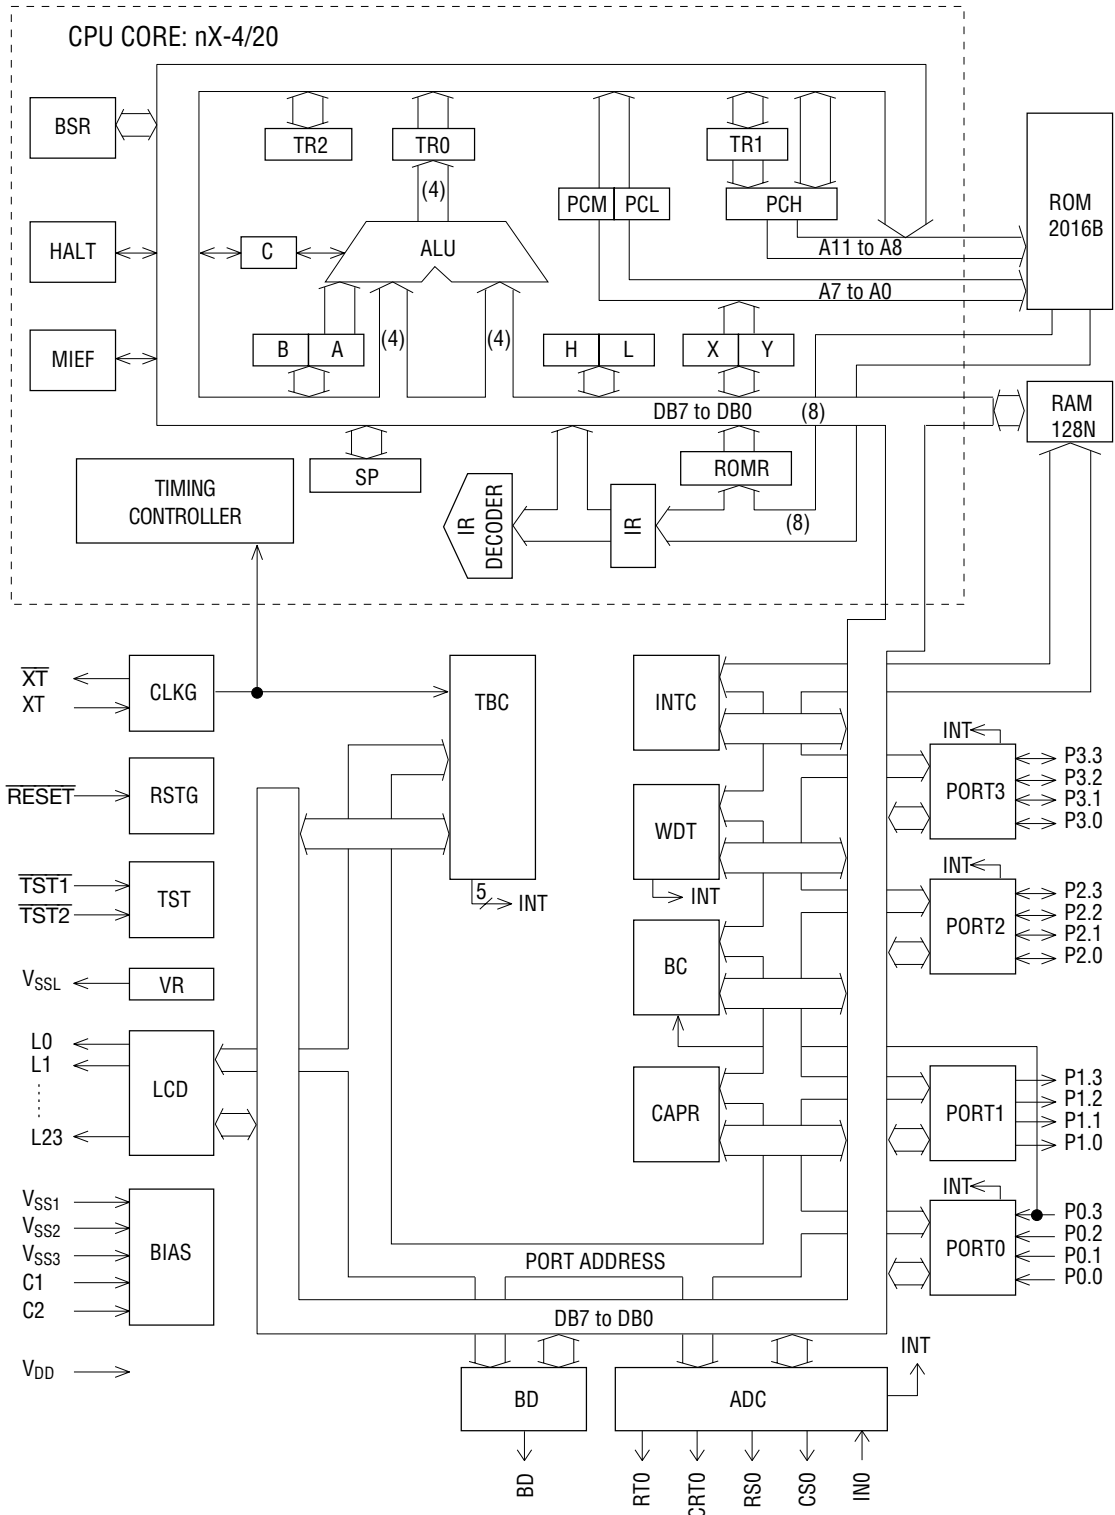 CPU CORE: nX-4/20
BSR
TR2
TR0
TR1
(4)
PCM
PCL
PCH
ROM
2016B
HALT
C
ALU
A11 to A8
A7 to A0
MIEF
B
A
(4)
(4)
H
L
X
Y
DB7 to DB0
(8)
RAM
128N
SP
ROMR
TIMING
CONTROLLER
IR
DECODER
IR
(8)
XT
XT
CLKG
TBC
INTC
INT
PORT3
P3.3
P3.2
P3.1
P3.0
RESET
RSTG
WDT
INT
5
INT
TST1
TST2
TST
INT
PORT2
P2.3
P2.2
P2.1
P2.0
BC
VSSL
VR
L0
L1
L23
LCD
CAPR
PORT1
P1.3
P1.2
P1.1
P1.0
VSS1
VSS2
VSS3
C1
C2
BIAS
INT
PORT0
P0.3
P0.2
P0.1
P0.0
PORT ADDRESS
DB7 to DB0
VDD
INT
BD
ADC
BD
RT0
CRT0
RS0
CS0
IN0